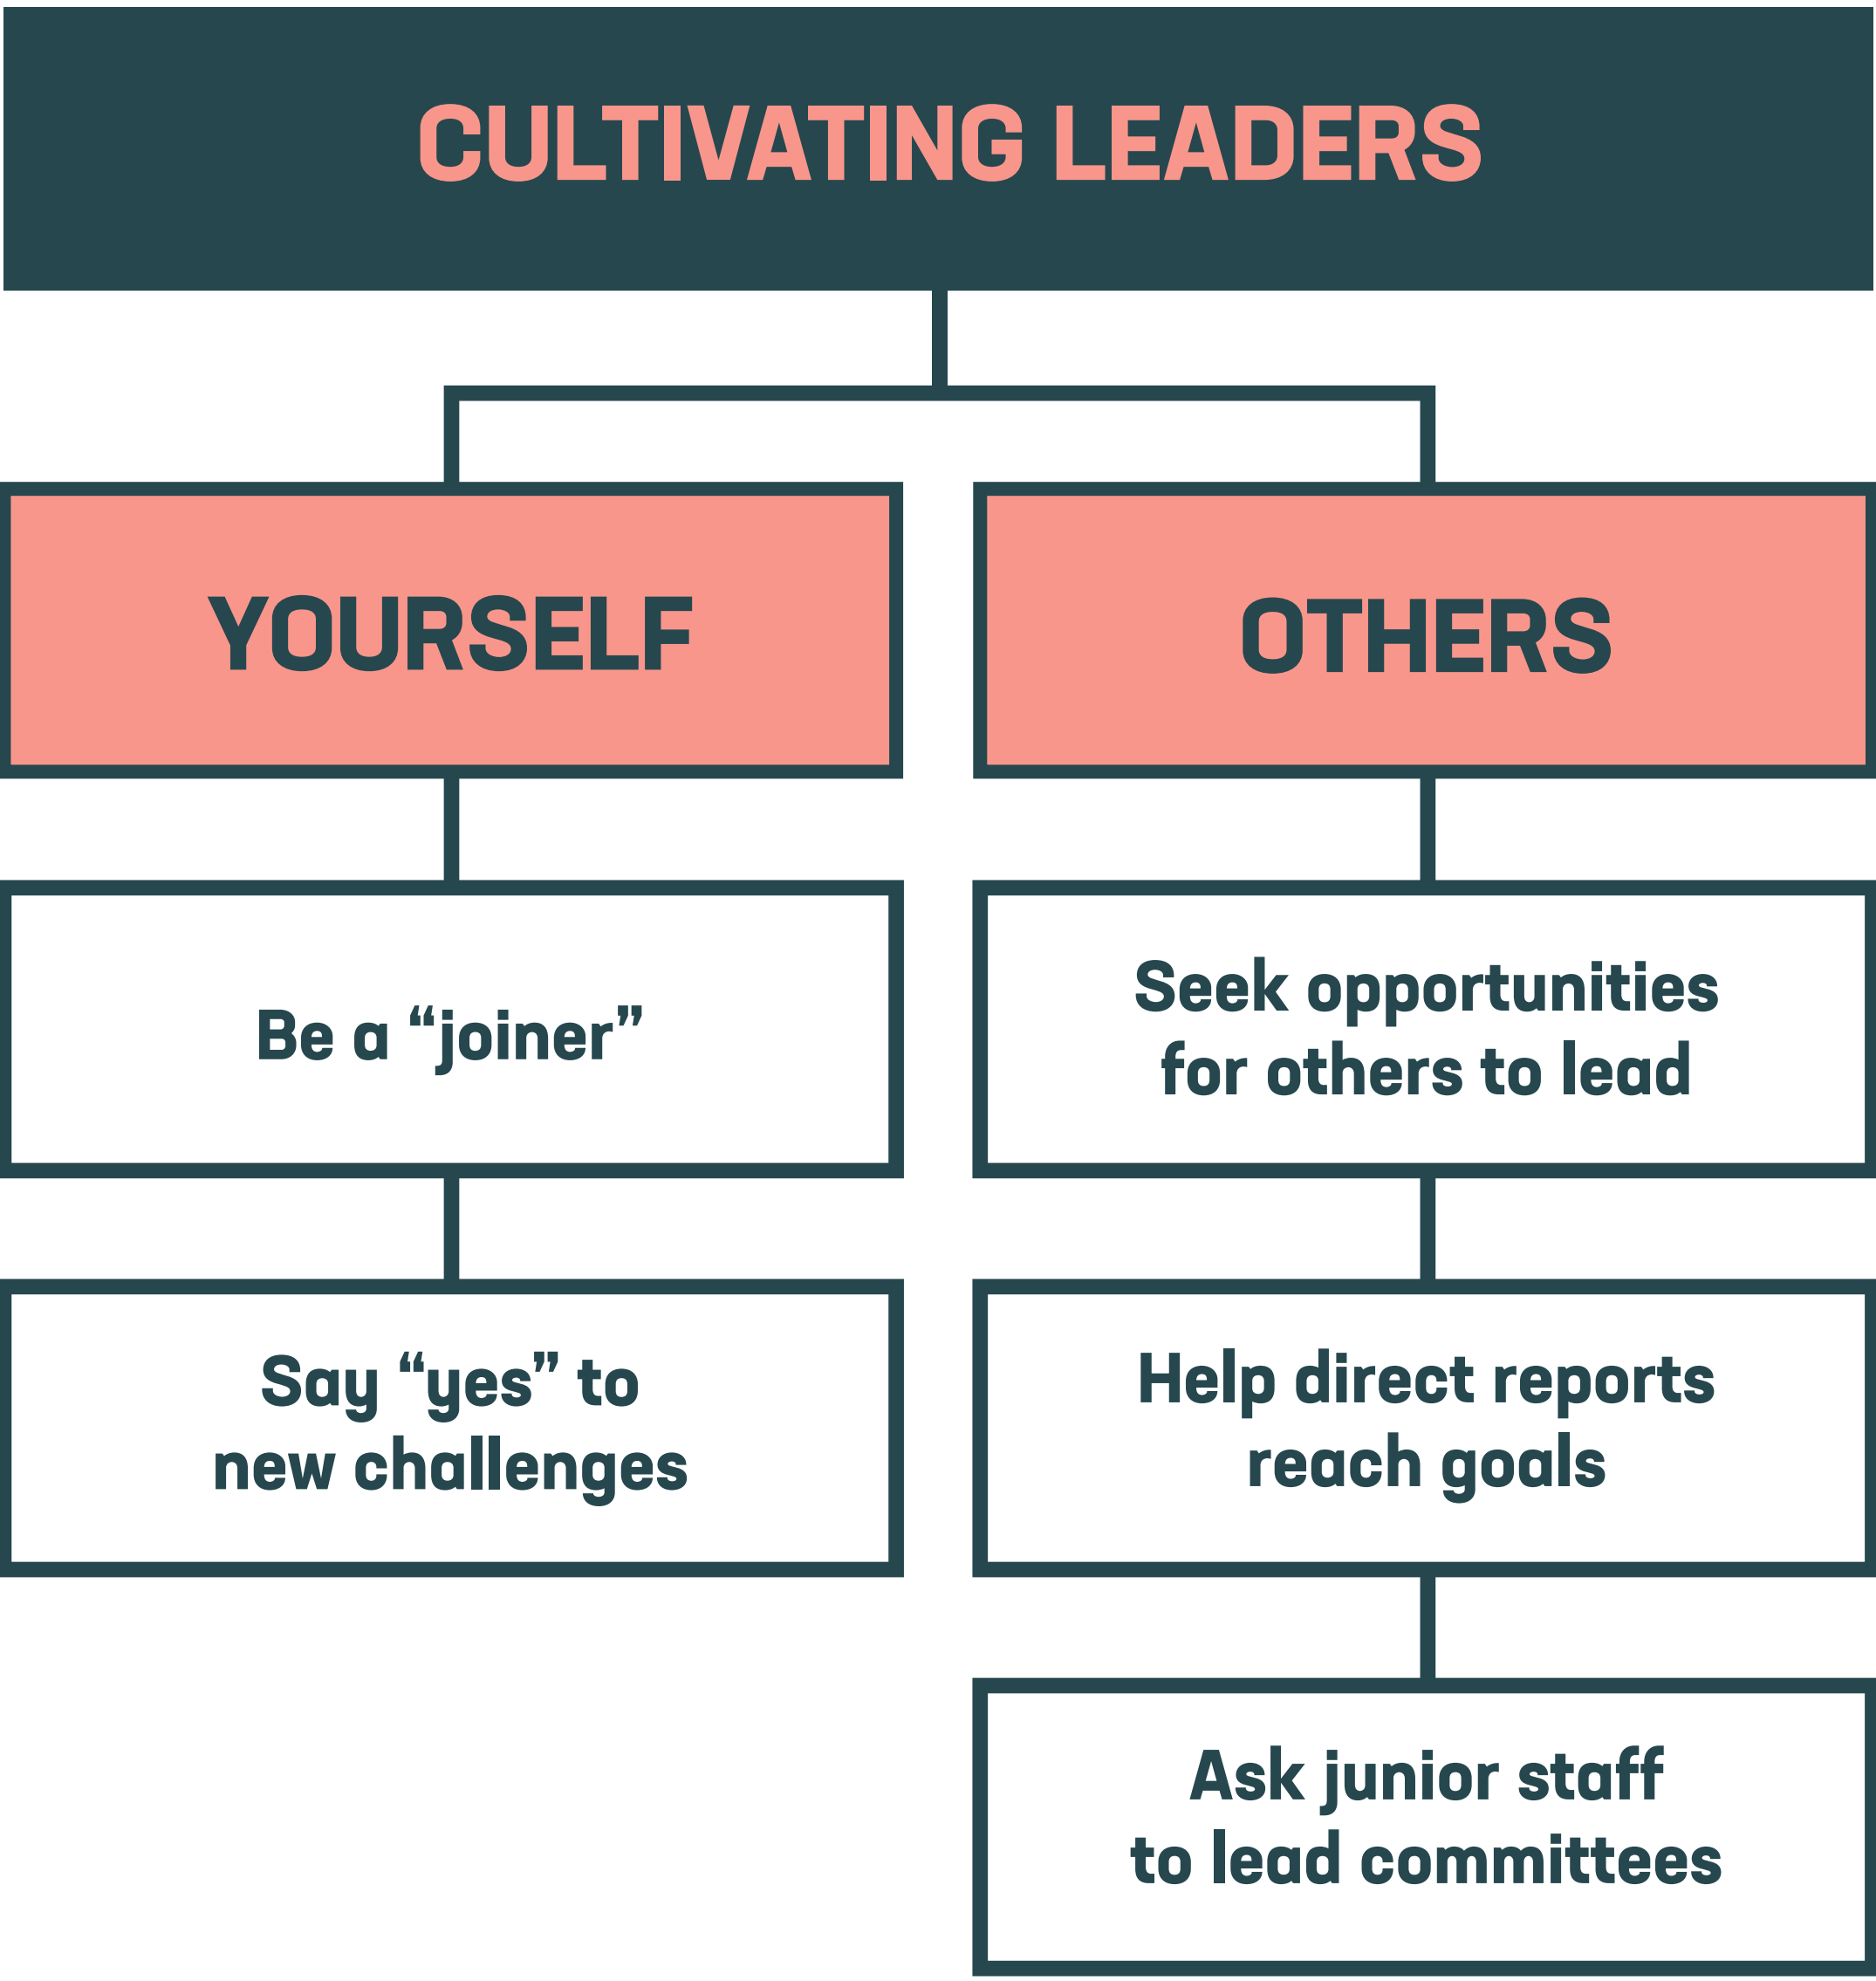 CULTIVATING LEADERS
YOURSELF
Be a “joiner”
Say “yes” to
new challenges
OTHERS
Seek opportunities
for others to lead
Help direct reports
reach goals
Ask junior staff
to lead committees